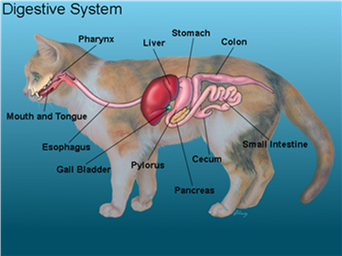 Digestive System
Pharynx
Stomach
Liver
Colon
Mouth and Tongue
Esophagus
Small Intestine
Gall Bladder
Pylorus
Cecum
Pancreas